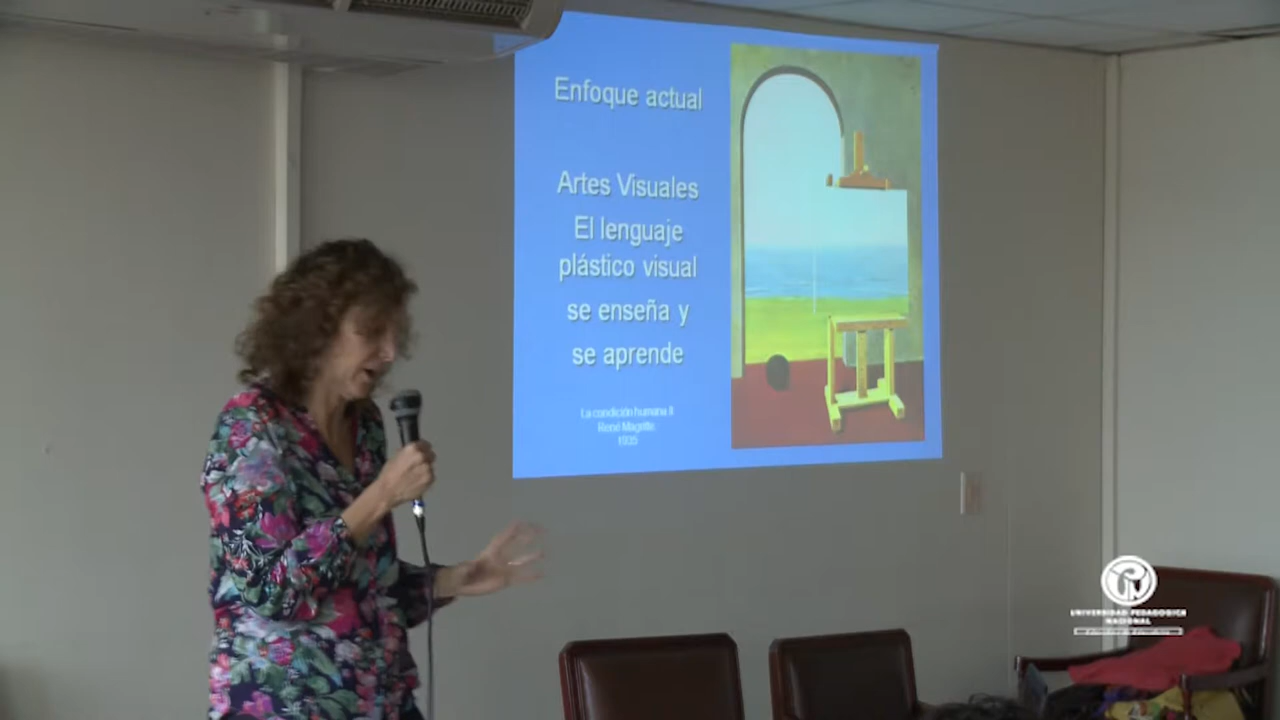 Enfoque actual
Artes Visuales
El lenguaje
plástico visual
se enseña y
se aprende
La condición humana II
René Magritte.
1935
UNIVERSIDAD PEDAGOGICA
NACIONAL